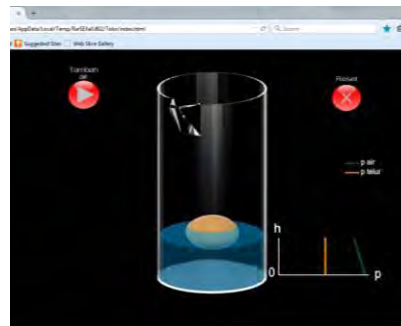 Suggested Sites Web Slice Gallery
Tambah
air
Reset
p air
p telur
h
0
p